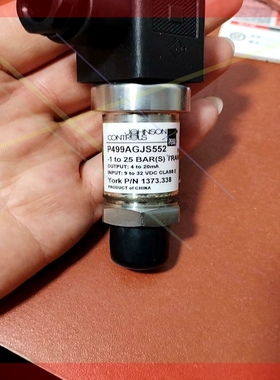 JOHNSON
CONTROLS
P499AGJS552
-1 to 25 BAR(S)
OUTPUT: 4 to 20mA
INPUT: 9 to 32 VDC CLASS 2
York P/N 1373.338
PRODUCT of CHINA